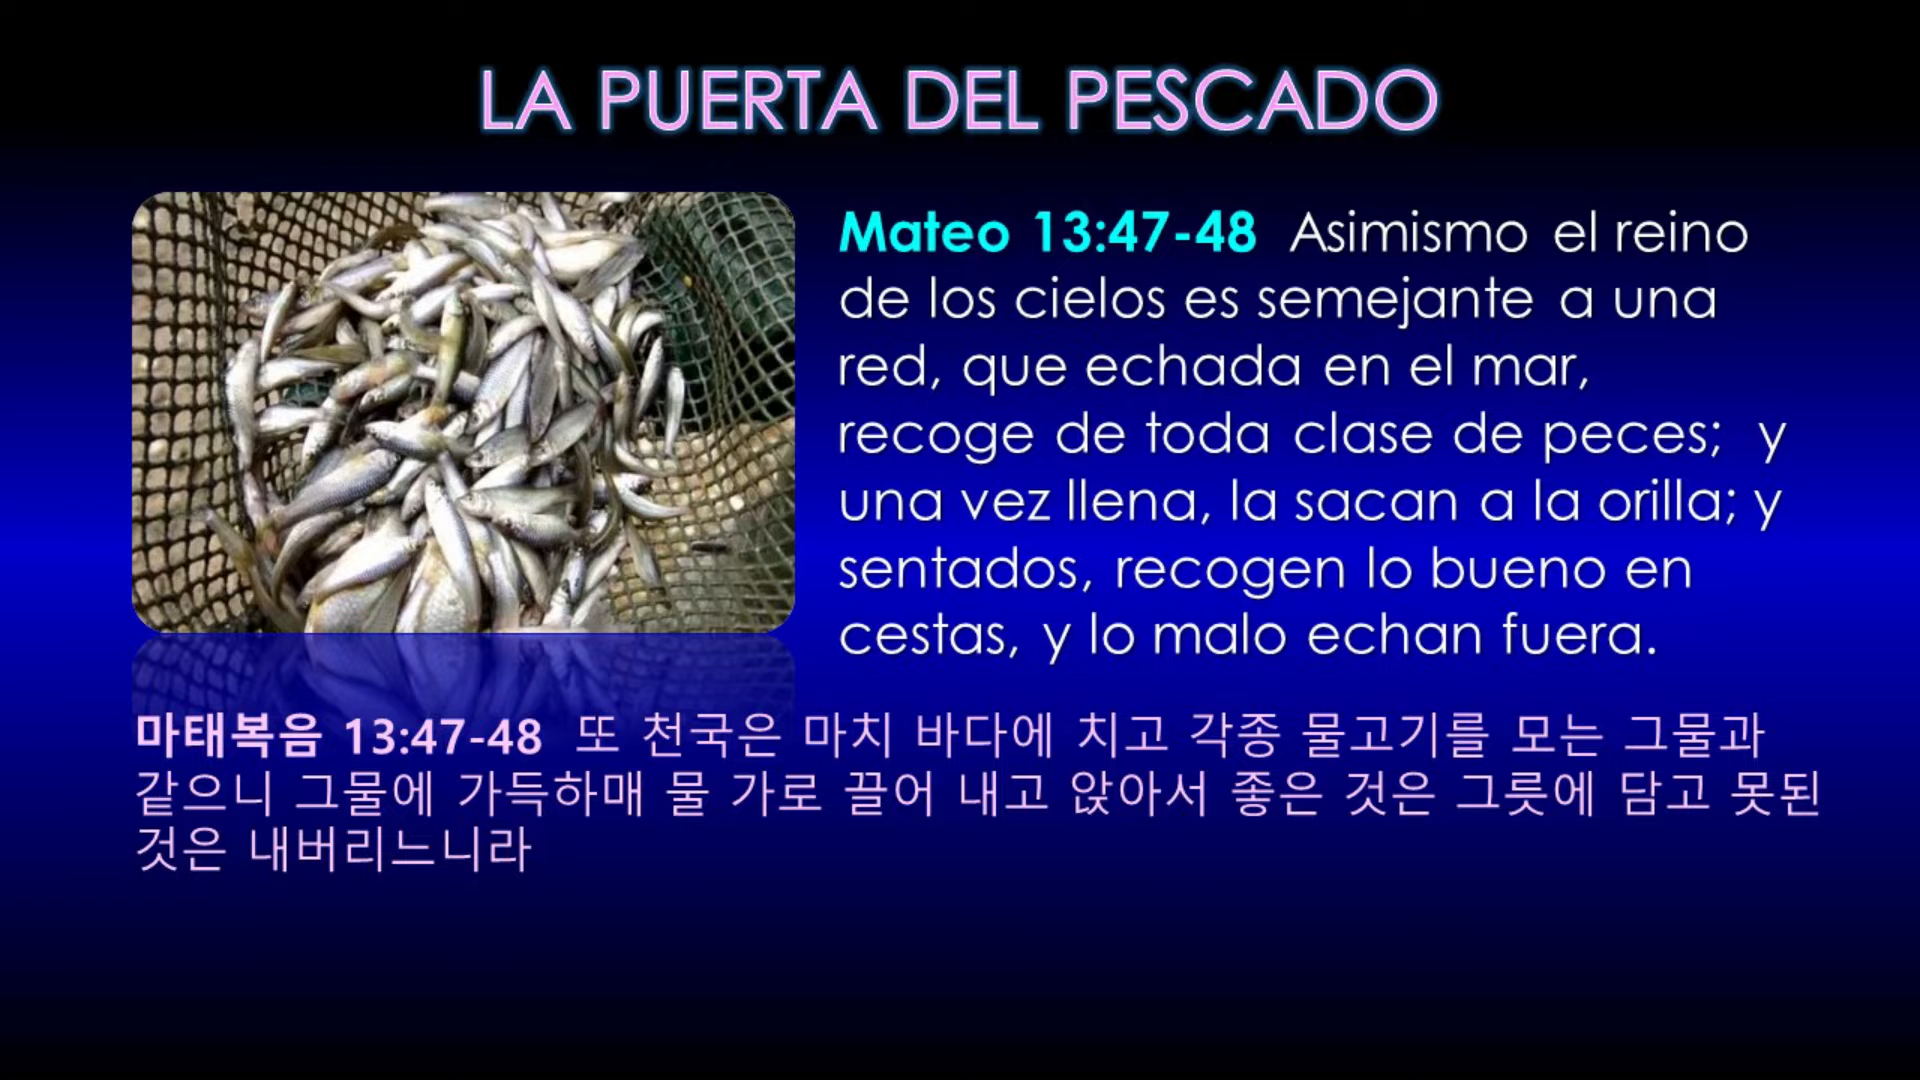 LA PUERTA DEL PESCADO
Mateo 13:47-48 Asimismo el reino
de los cielos es semejante a una
red, que echada en el mar,
recoge de toda clase de peces; y
una vez llena, la sacan a la orilla; y
sentados, recogen lo bueno en
cestas, y lo malo echan fuera.
마태복음 13:47-48 또 천국은 마치 바다에 치고 각종 물고기를 모는 그물과
같으니 그물에 가득하매 물 가로 끌어 내고 앉아서 좋은 것은 그릇에 담고 못된
것은 내버리느니라